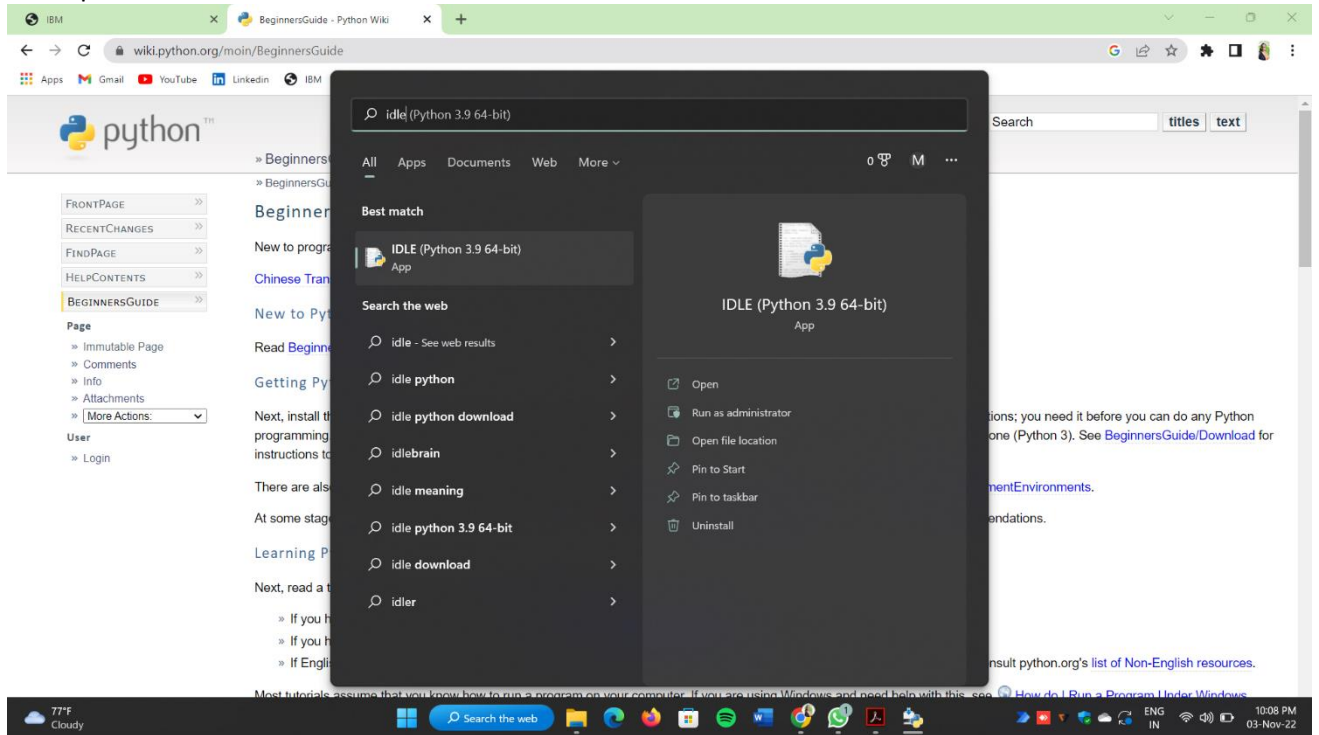 IBM
BeginnersGuide - Python Wiki
wiki.python.org/moin/BeginnersGuide
Apps Gmail YouTube Linkedin IBM
python™
Search titles text
» Beginners
» BeginnersGu
FRONTPAGE
RECENTCHANGES
FINDPAGE
HELPCONTENTS
BEGINNERSGUIDE
Page
» Immutable Page
» Comments
» Info
» Attachments
» More Actions:
User
» Login
Beginner
New to progra
Chinese Tran
New to Pyt
Read Beginne
Getting Py
Next, install th
tions; you need it before you can do any Python
programming
one (Python 3). See BeginnersGuide/Download for
instructions to
There are als
mentEnvironments.
At some stag
endations.
Learning P
Next, read a t
» If you h
» If you h
» If Engli
nsult python.org's list of Non-English resources.
Most tutorials assume that you know how to run a program on your computer. If you are using Windows and need help with this, see How do I Run a Program Under Windows
idle (Python 3.9 64-bit)
All Apps Documents Web More
0 M ...
Best match
IDLE (Python 3.9 64-bit)
App
Search the web
idle - See web results
idle python
idle python download
idlebrain
idle meaning
idle python 3.9 64-bit
idle download
idler
IDLE (Python 3.9 64-bit)
App
Open
Run as administrator
Open file location
Pin to Start
Pin to taskbar
Uninstall
77°F
Cloudy
Search the web
ENG
IN
10:08 PM
03-Nov-22